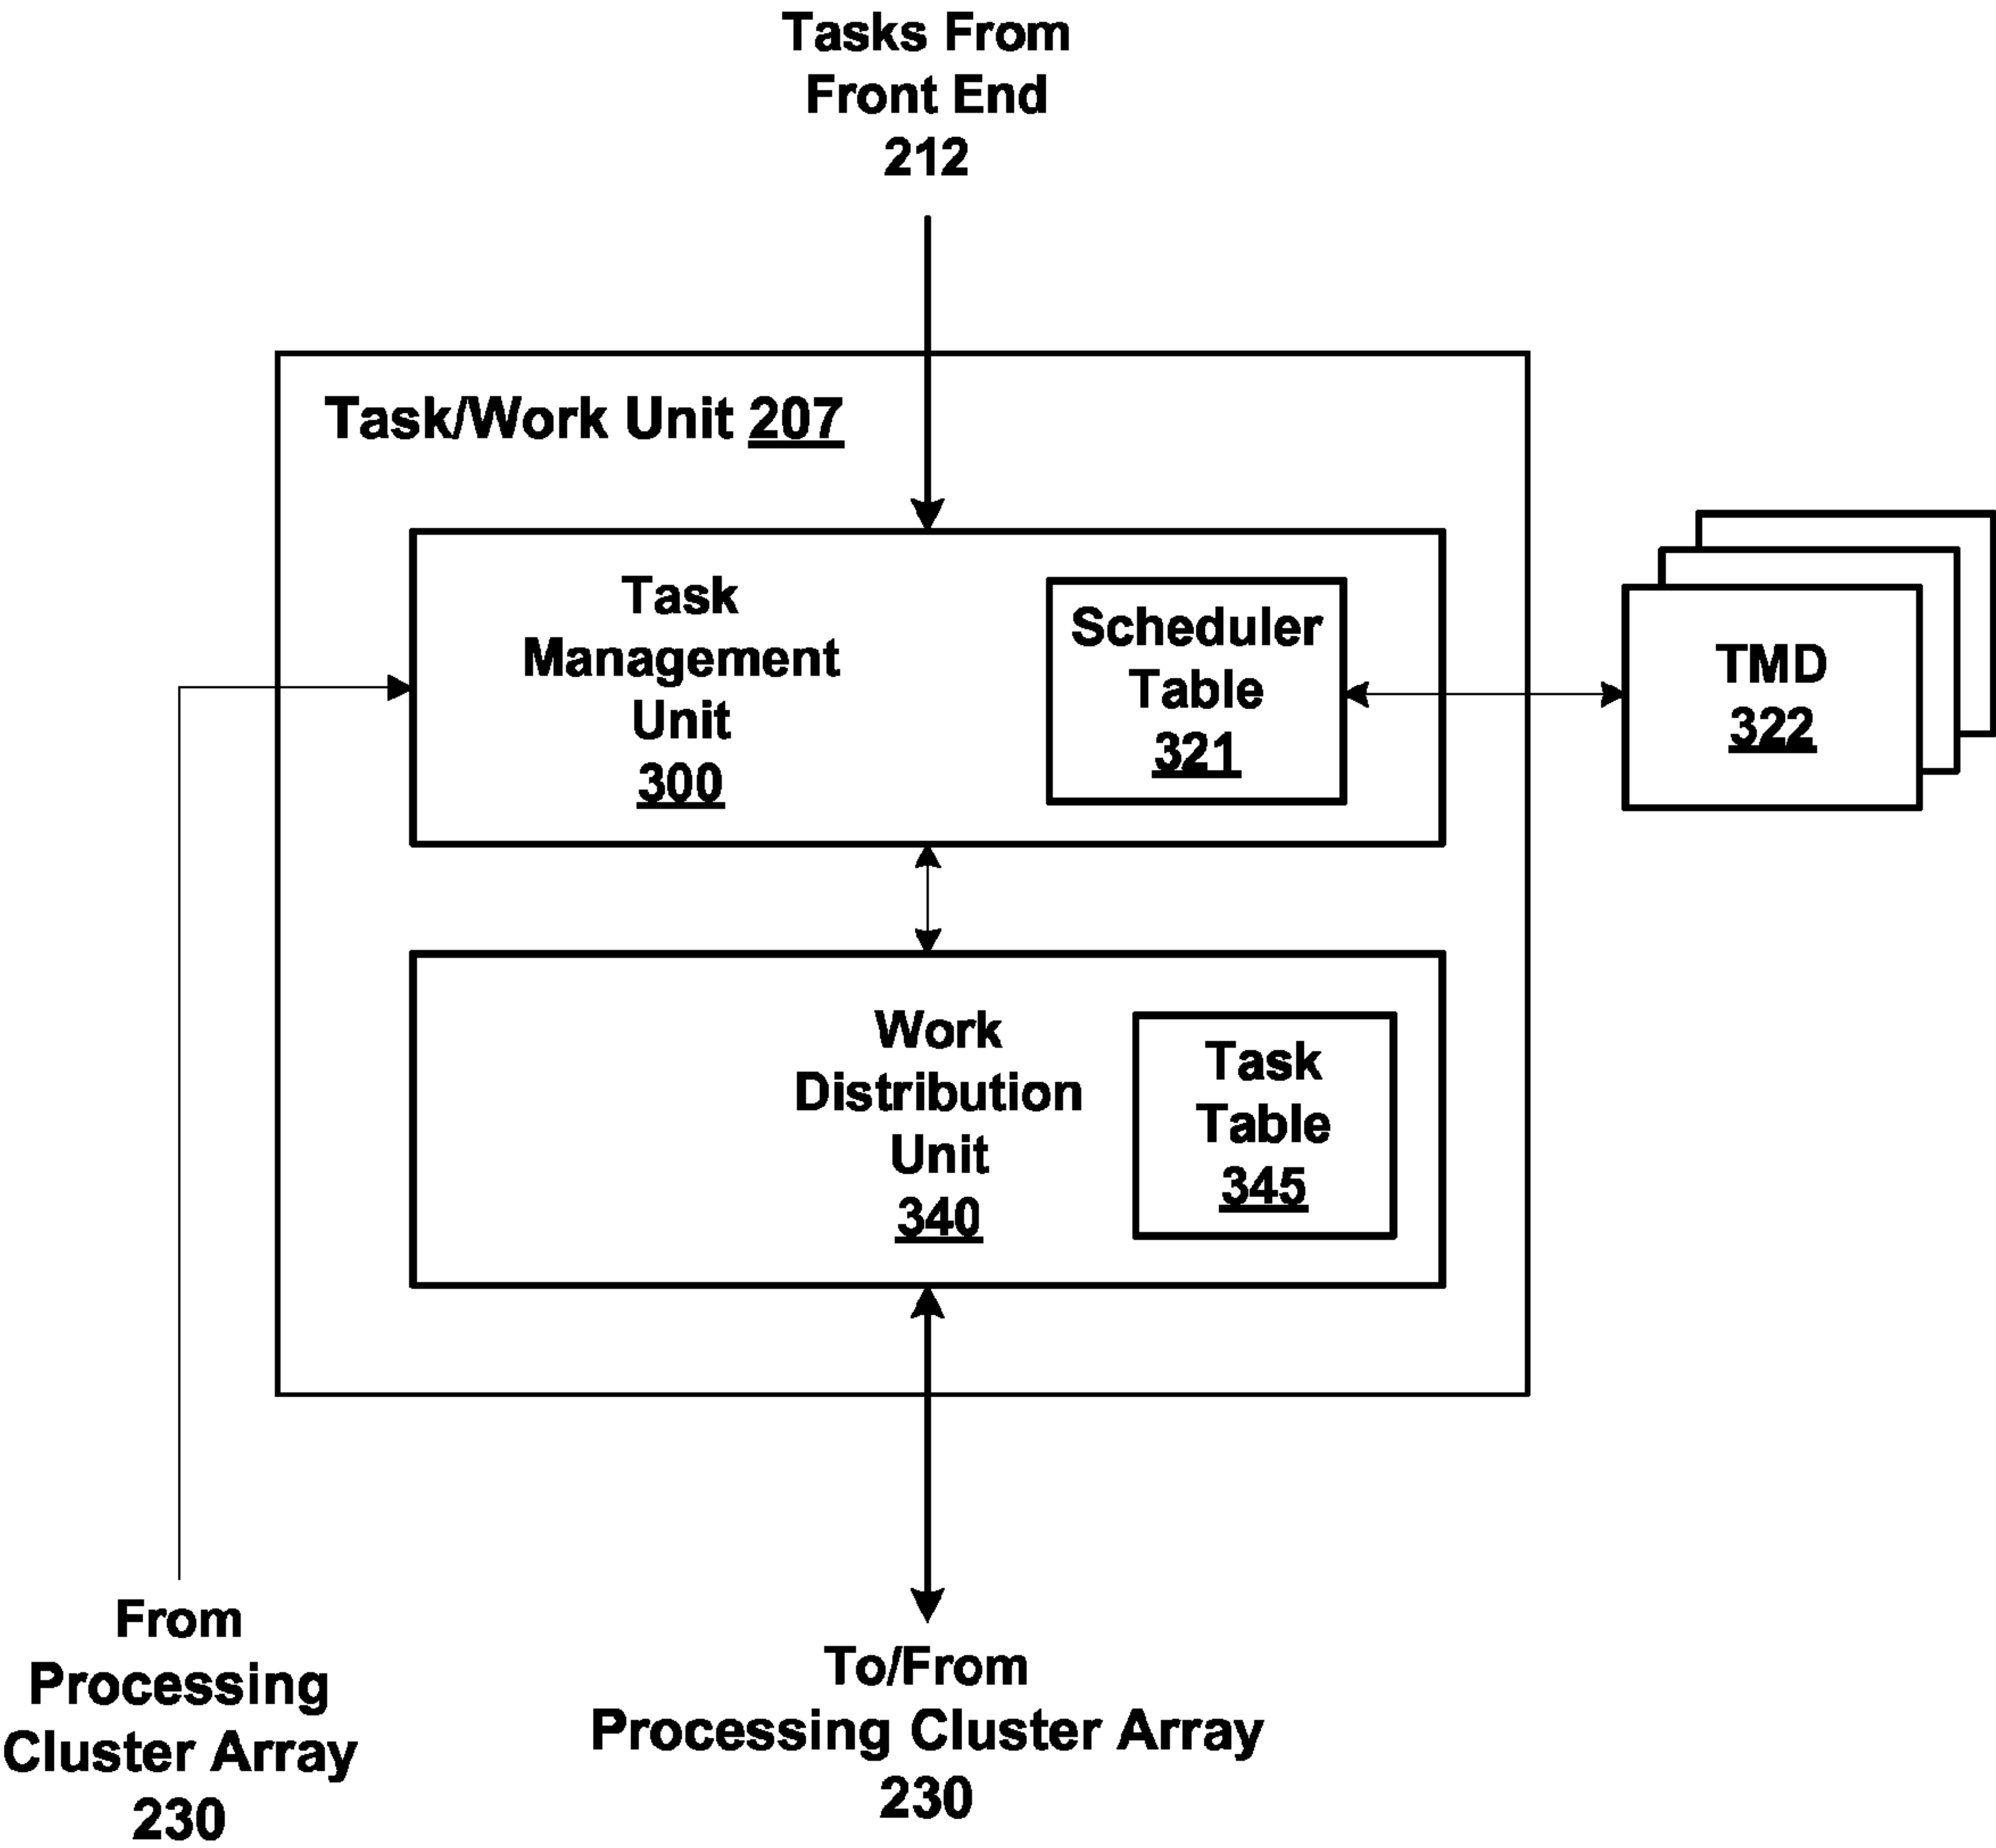 Tasks From
Front End
212
Task/Work Unit 207
Task
Management
Unit
300
Scheduler
Table
321
TMD
322
Work
Distribution
Unit
340
Task
Table
345
From
Processing
Cluster Array
230
To/From
Processing Cluster Array
230